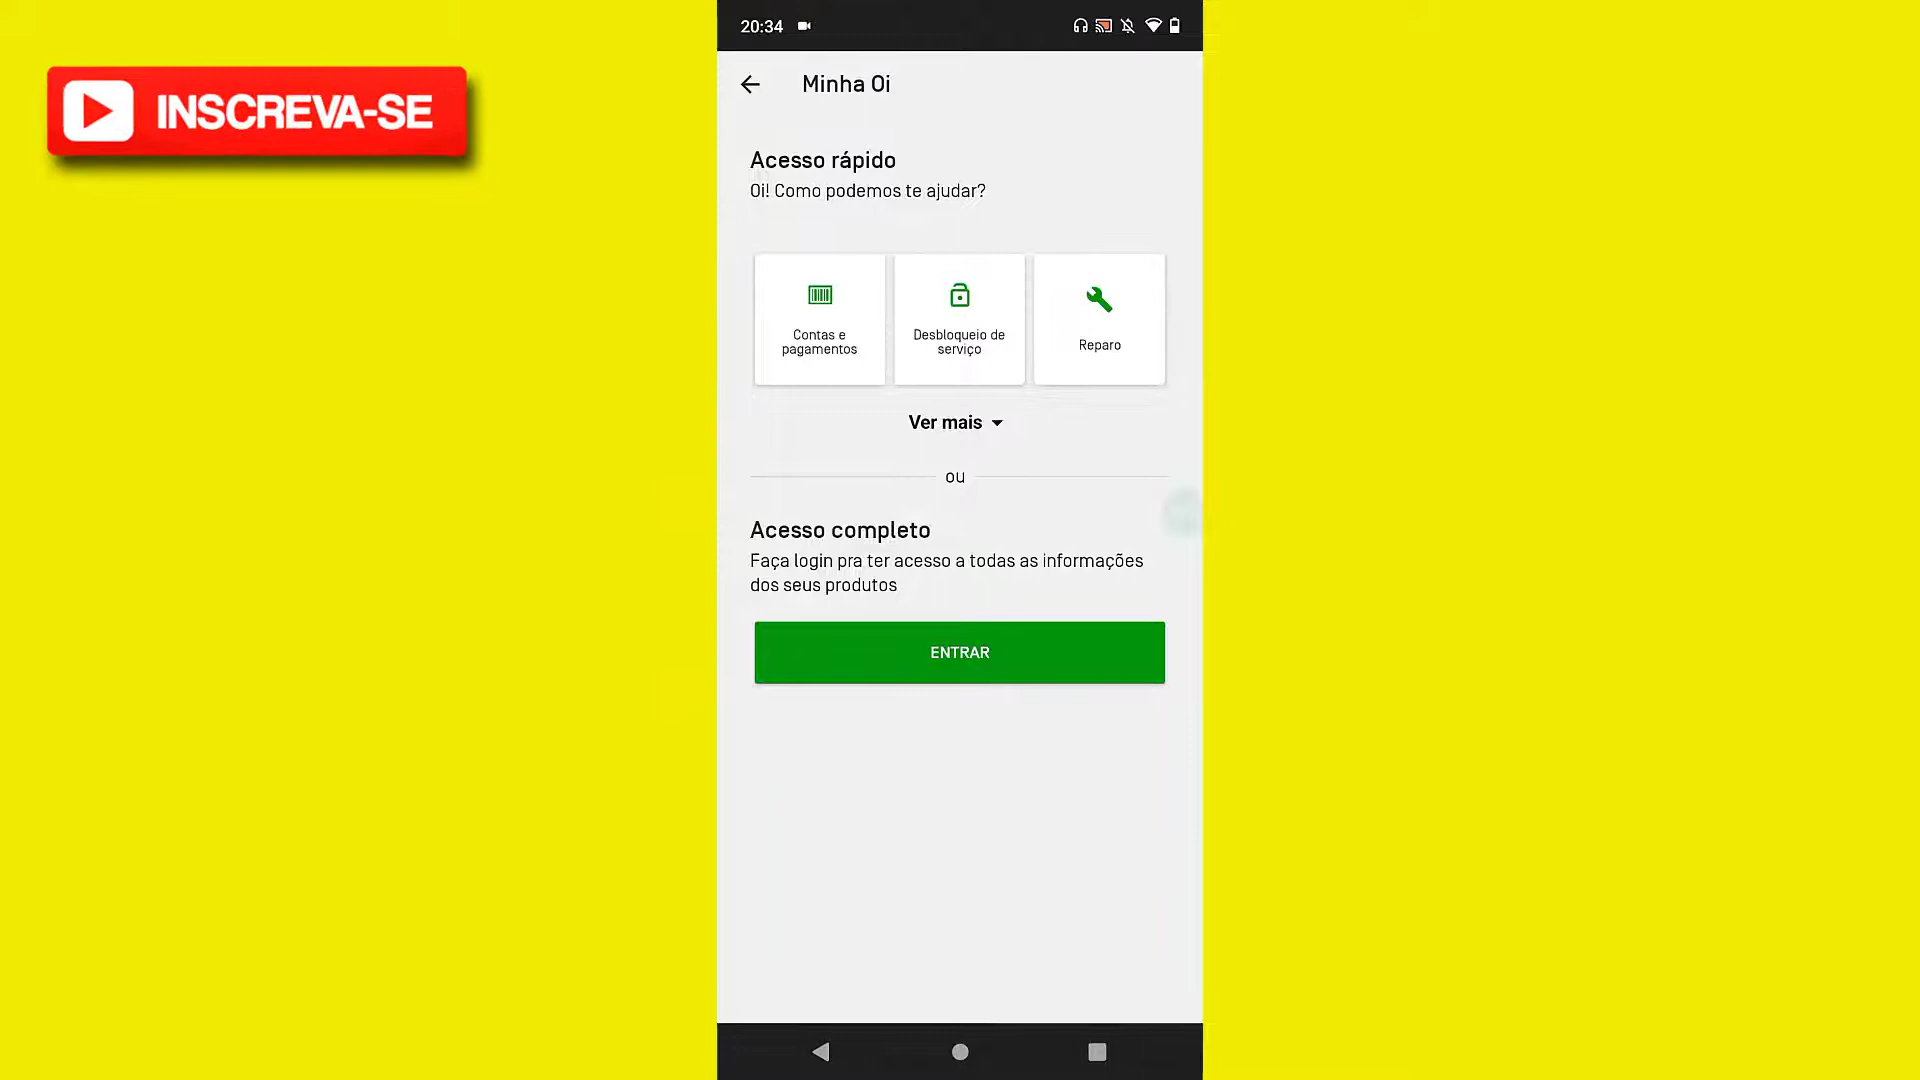 INSCREVA-SE
20:34
Minha Oi
Acesso rápido
Oi! Como podemos te ajudar?
Contas e
pagamentos
Desbloqueio de
serviço
Reparo
Ver mais
ou
Acesso completo
Faça login pra ter acesso a todas as informações
dos seus produtos
ENTRAR